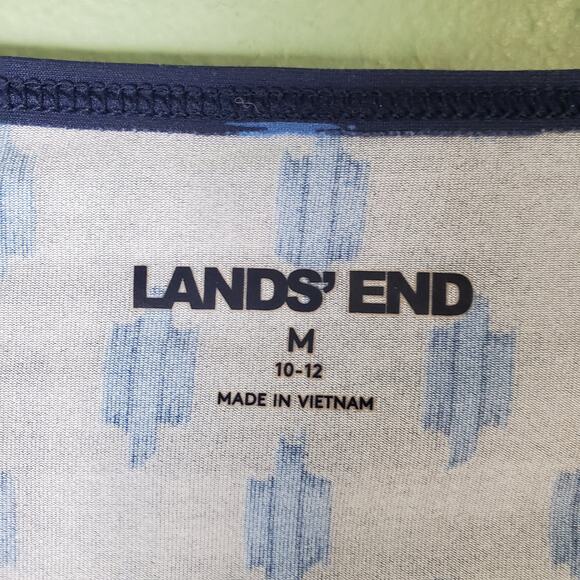 LANDS' END
M
10-12
MADE IN VIETNAM